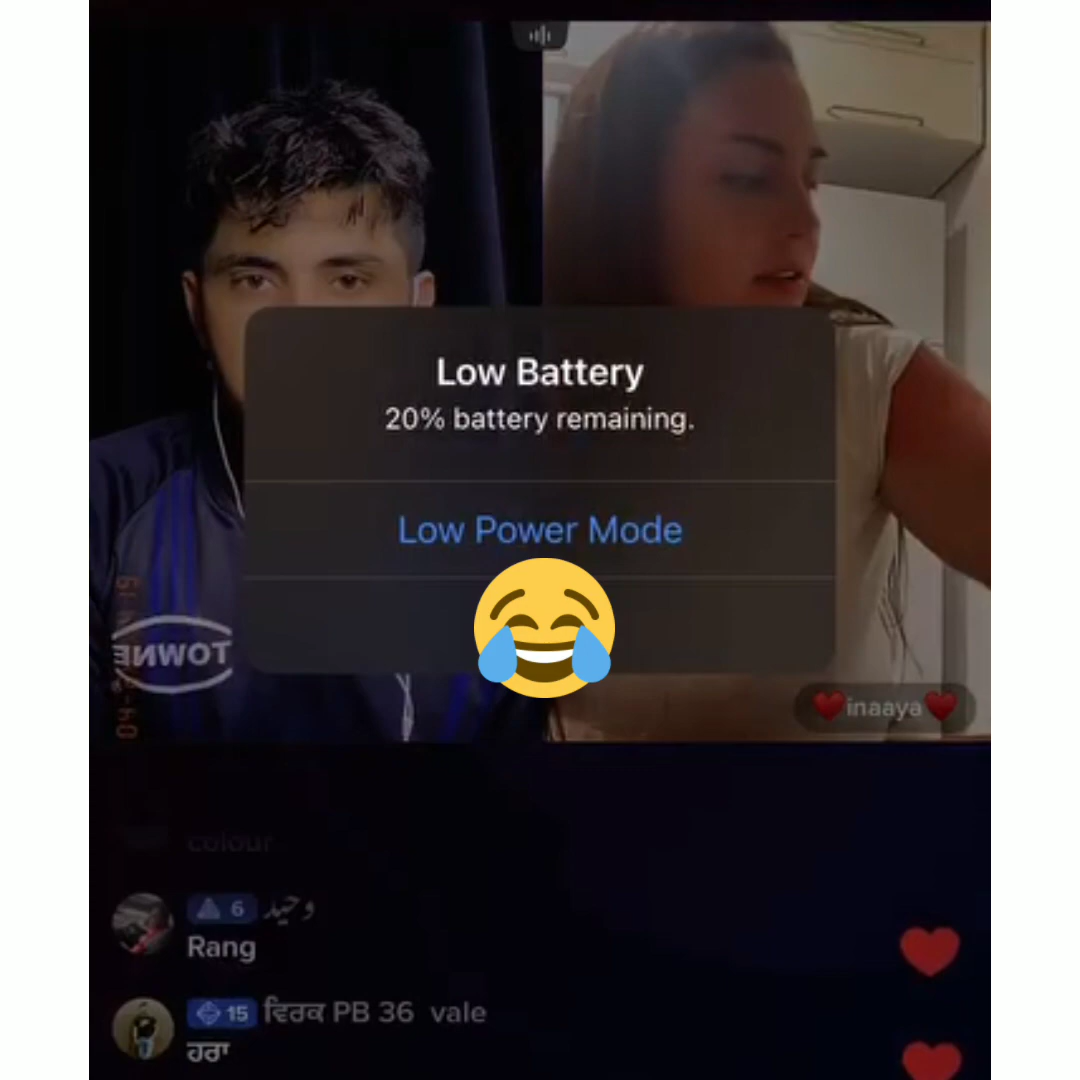 Low Battery
20% battery remaining.
Low Power Mode
TOWNE
❤️inaaya❤️
colour
6 وحید
Rang
15 ਵਿਰਕ PB 36 vale
ਹਰਾ